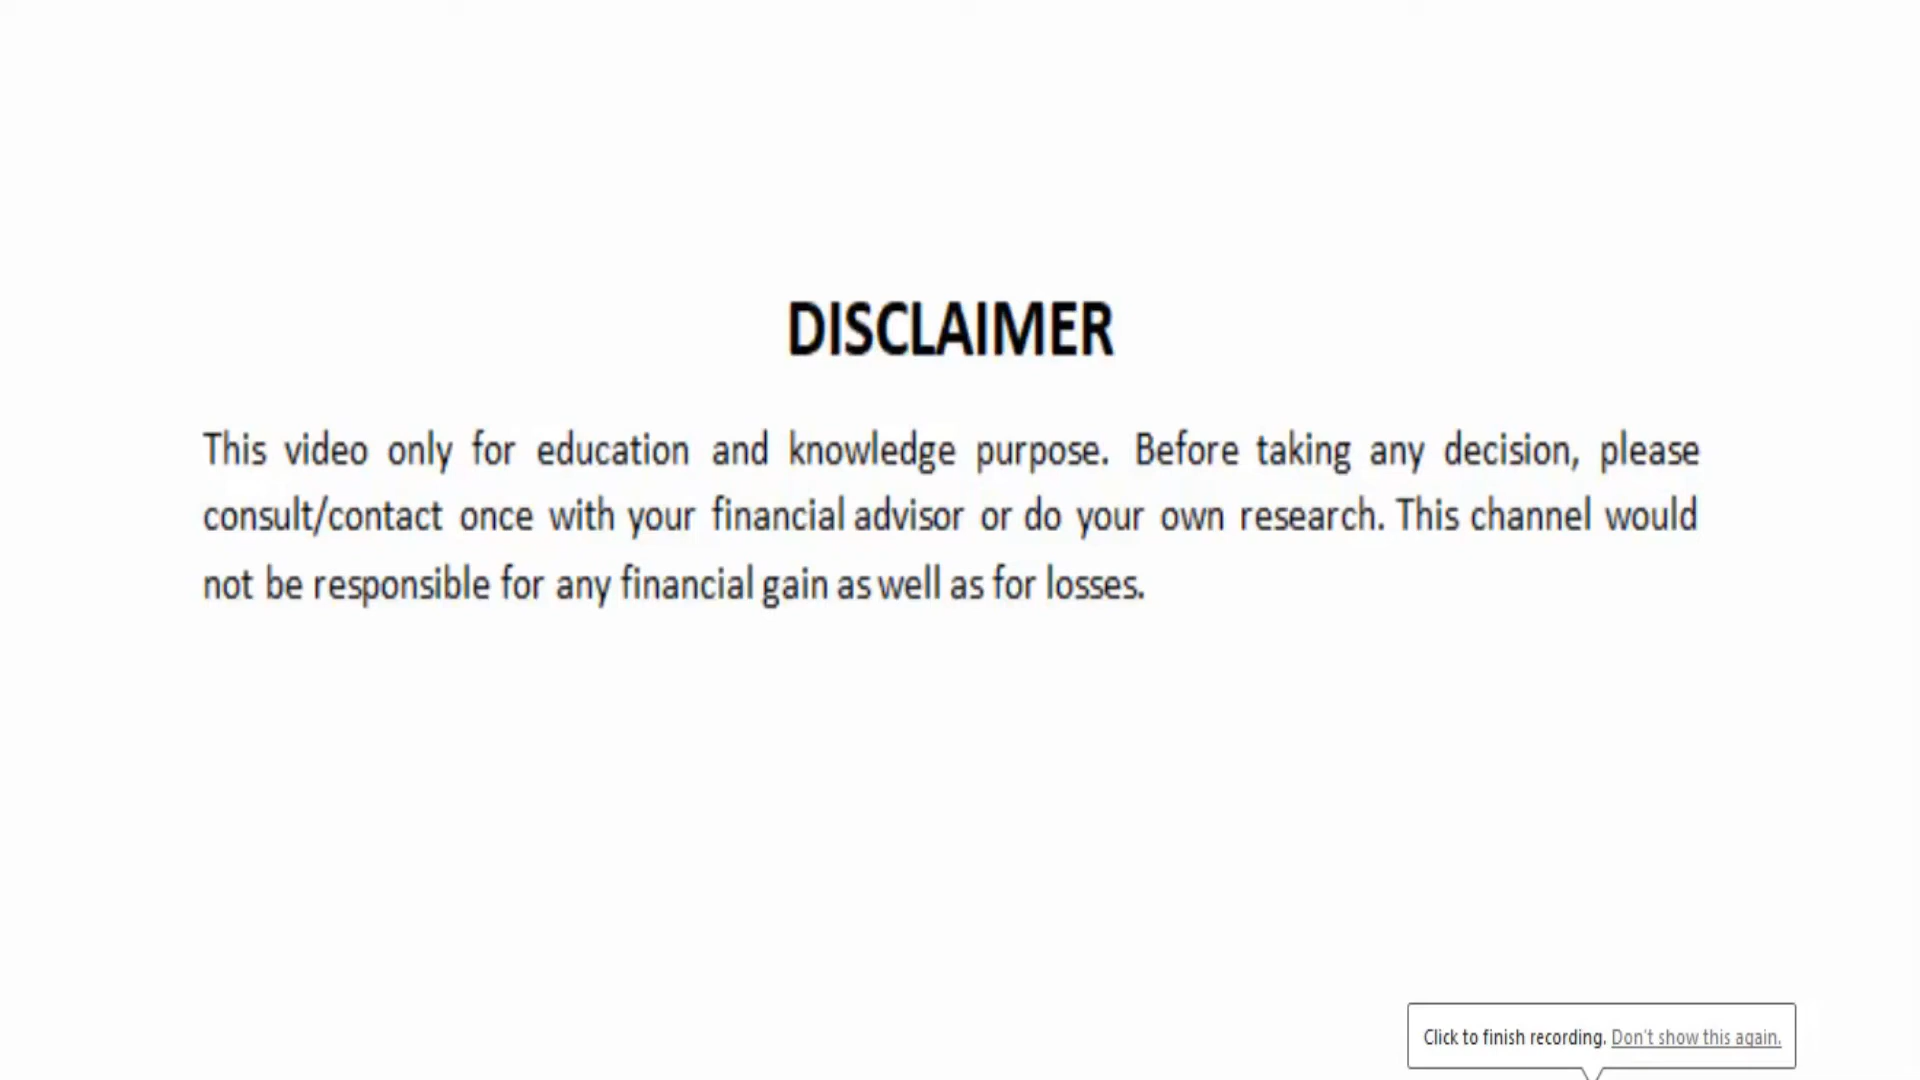 DISCLAIMER
This video only for education and knowledge purpose. Before taking any decision, please
consult/contact once with your financial advisor or do your own research. This channel would
not be responsible for any financial gain as well as for losses.
Click to finish recording. Don't show this again.